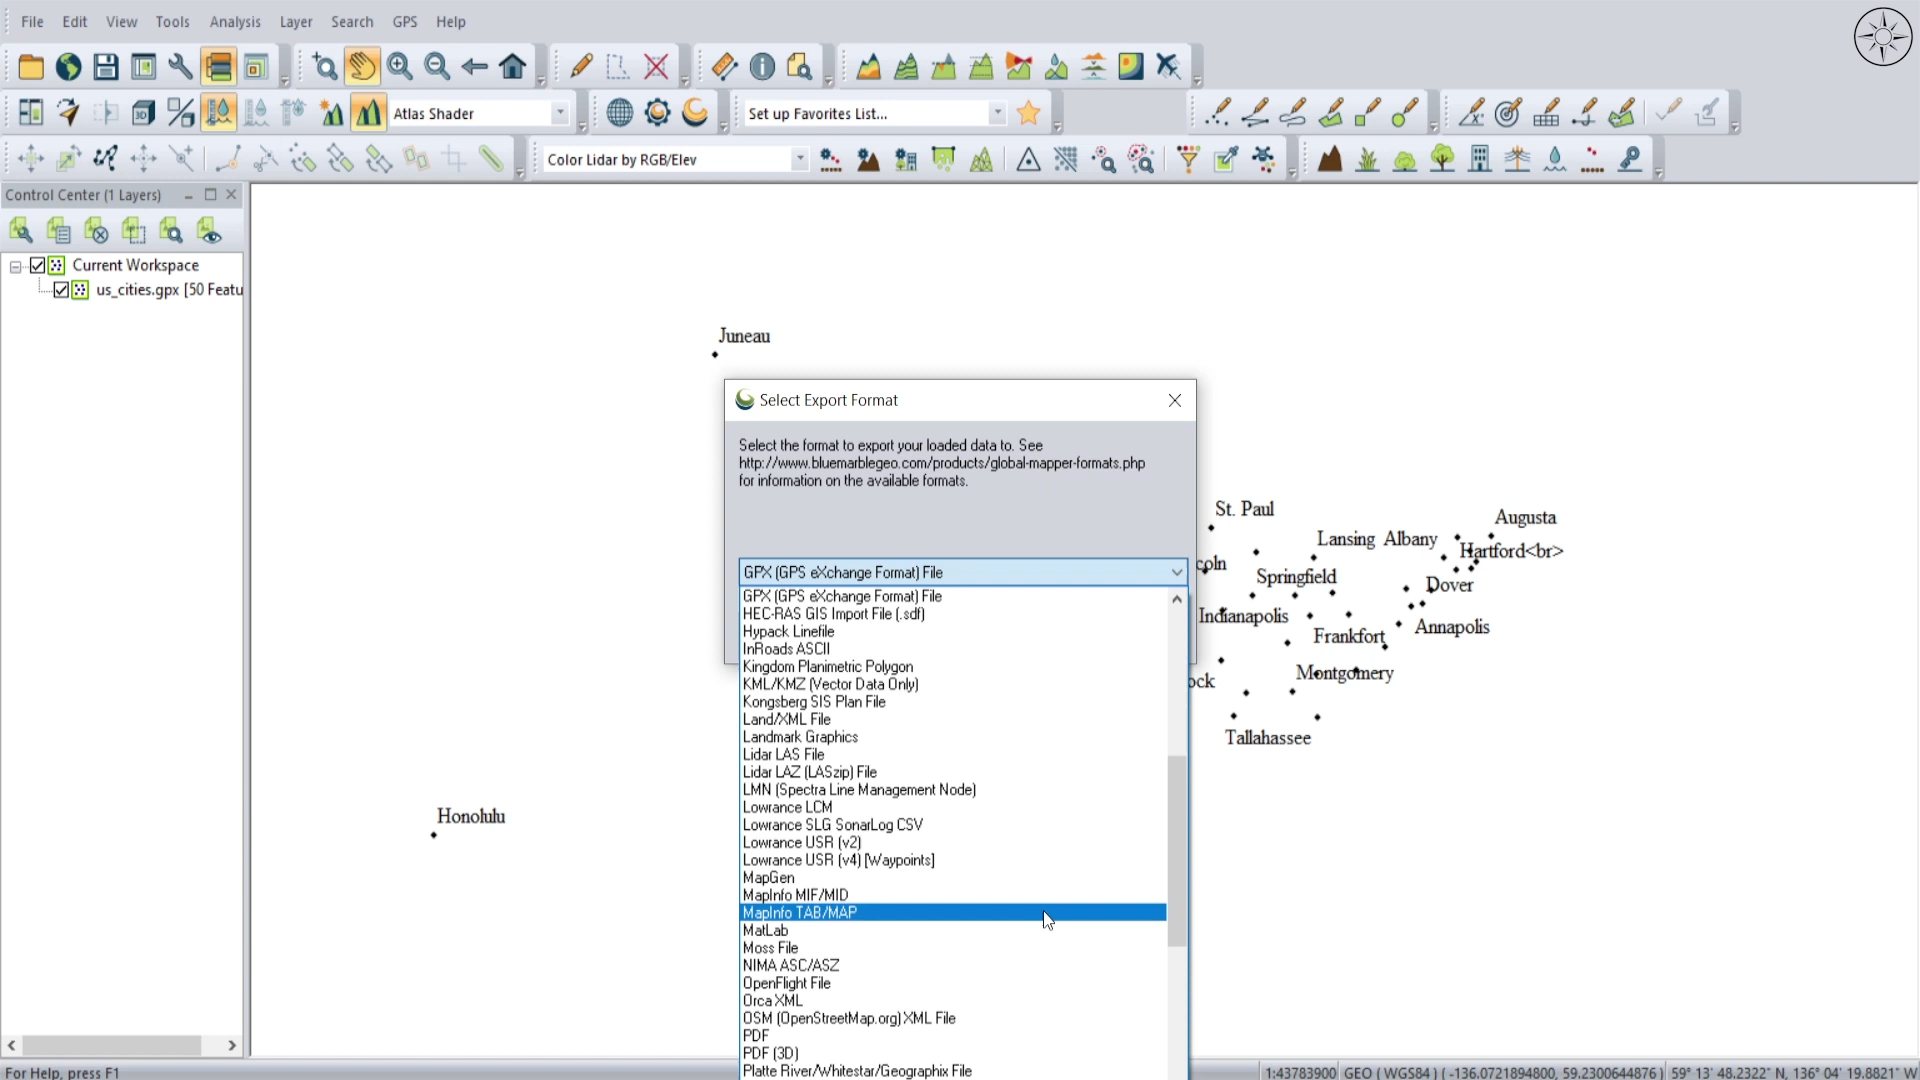 File Edit View Tools Analysis Layer Search GPS Help
Atlas Shader
Set up Favorites List...
3D
Color Lidar by RGB/Elev
Control Center (1 Layers)
Current Workspace
us_cities.gpx [50 Featu
Juneau
Select Export Format
Select the format to export your loaded data to. See
http://www.bluemarblegeo.com/products/global-mapper-formats.php
for information on the available formats.
GPX (GPS eXchange Format) File
GPX (GPS eXchange Format) File
HEC-RAS GIS Import File (.sdf)
Hypack Linefile
InRoads ASCII
Kingdom Planimetric Polygon
KML/KMZ (Vector Data Only)
Kongsberg SIS Plan File
Land/XML File
Landmark Graphics
Lidar LAS File
Lidar LAZ (LASzip) File
LMN (Spectra Line Management Node)
Lowrance LCM
Lowrance SLG SonarLog CSV
Lowrance USR (v2)
Lowrance USR (v4) [Waypoints]
MapGen
MapInfo MIF/MID
MapInfo TAB/MAP
MatLab
Moss File
NIMA ASC/ASZ
OpenFlight File
Orca XML
OSM (OpenStreetMap.org) XML File
PDF
PDF (3D)
Platte River/Whitestar/Geographix File
St. Paul
Augusta
Lansing Albany
Hartford<br>
coln
Springfield
Dover
Indianapolis
Annapolis
Frankfort
Montgomery
ock
Tallahassee
Honolulu
For Help, press F1
1:43783900 GEO ( WGS84 ) ( -136.0721894800, 59.2300644876 ) 59° 13' 48.2322" N, 136° 04' 19.8821" W